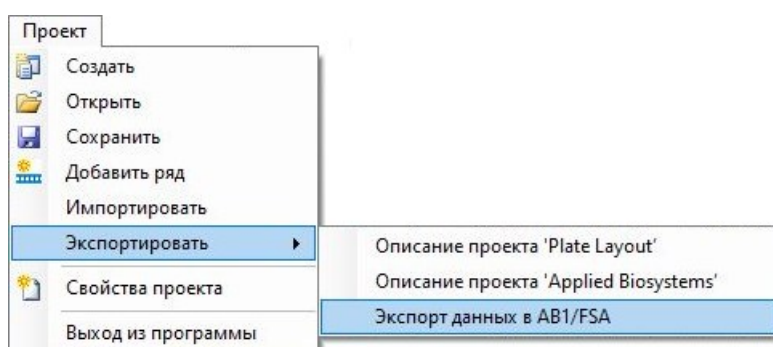 Проект
Создать
Открыть
Сохранить
Добавить ряд
Импортировать
Экспортировать
Описание проекта 'Plate Layout'
Свойства проекта
Описание проекта 'Applied Biosystems'
Экспорт данных в AB1/FSA
Выход из программы